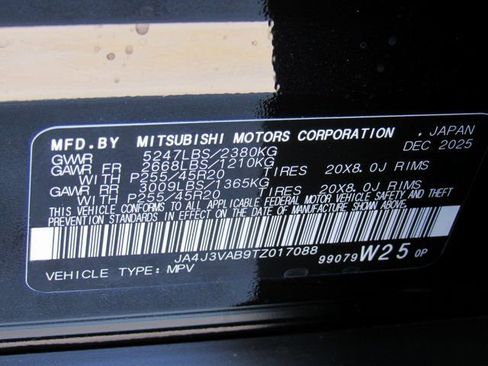 MFD.BY MITSUBISHI MOTORS CORPORATION , JAPAN
GVWR 5247LBS/2380KG DEC 2025
GAWR FR 2668LBS/1210KG
WITH P255/45R20 TIRES 20X8.0J RIMS
GAWR RR 3009LBS/1365KG
WITH P255/45R20 TIRES 20X8.0J RIMS
THIS VEHICLE CONFORMS TO ALL APPLICABLE FEDERAL MOTOR VEHICLE SAFETY, BUMPER, AND THEFT
PREVENTION STANDARDS IN EFFECT ON THE DATE OF MANUFACTURE SHOWN ABOVE.
JA4J3VAB9TZ017088
99079 W25 OP
VEHICLE TYPE: MPV